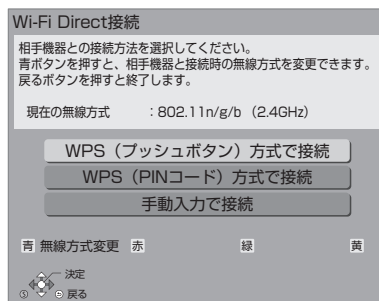 Wi-Fi Direct接続
相手機器との接続方法を選択してください。
青ボタンを押すと、相手機器と接続時の無線方式を変更できます。
戻るボタンを押すと終了します。
現在の無線方式　：802.11n/g/b （2.4GHz）
WPS（プッシュボタン）方式で接続
WPS（PINコード）方式で接続
手動入力で接続
青 無線方式変更 赤 緑 黄
決定
戻る